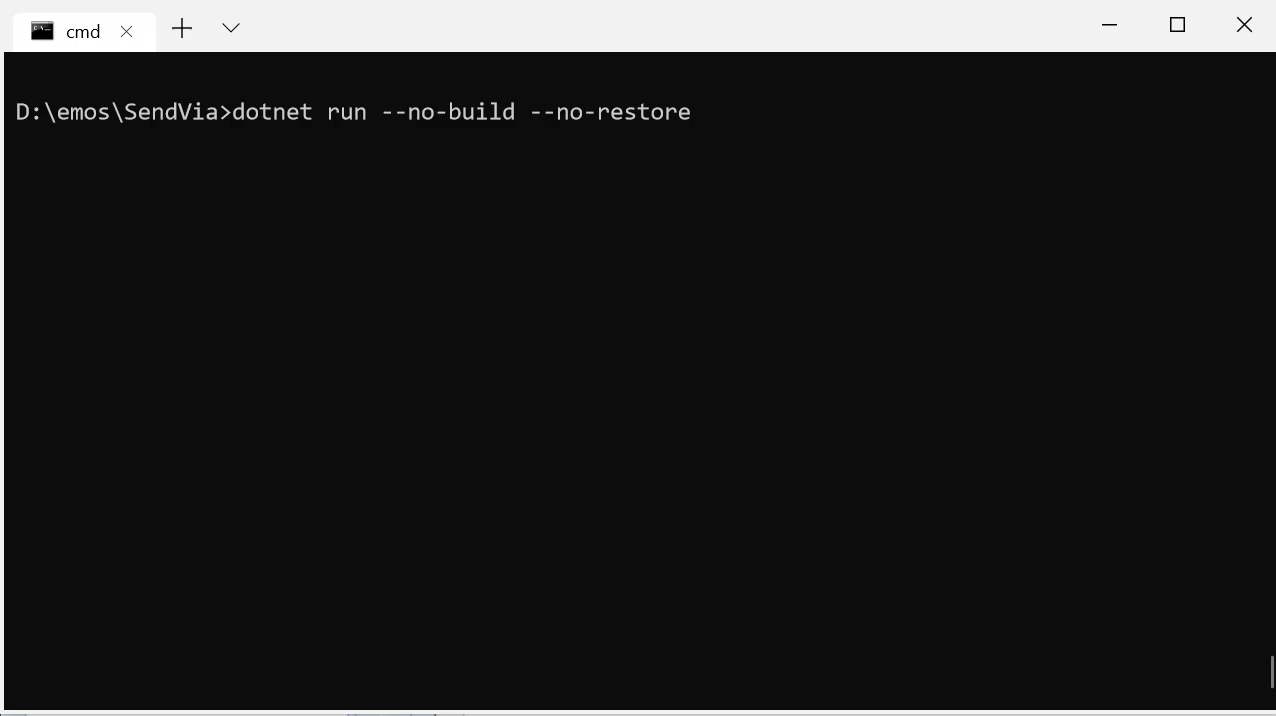 cmd
D:\emos\SendVia>dotnet run --no-build --no-restore